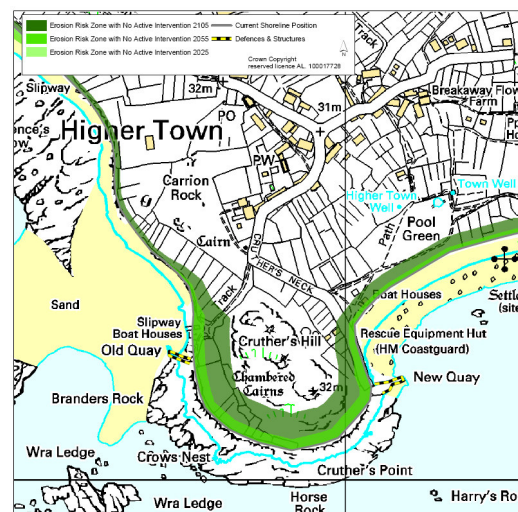 Erosion Risk Zone with No Active Intervention 2105
Current Shoreline Position
Erosion Risk Zone with No Active Intervention 2055
Defences & Structures
Erosion Risk Zone with No Active Intervention 2025
N
Crown Copyright
reserved licence AL. 100017728
Track
Slipway
32m
31m
Breakaway
Farm
PO
Higher Town
PW
Carrion
Rock
Cairn
CRUTHER'S NECK
Higher Town
Well
Town Well
Path
Pool
Green
Sand
Track
Boat Houses
(site
Slipway
Boat Houses
Old Quay
Cruther's Hill
Rescue Equipment Hut
(HM Coastguard)
Chambered
Cairns
32m
New Quay
Branders Rock
Wra Ledge
Crows Nest
Cruther's Point
Wra Ledge
Horse
Rock